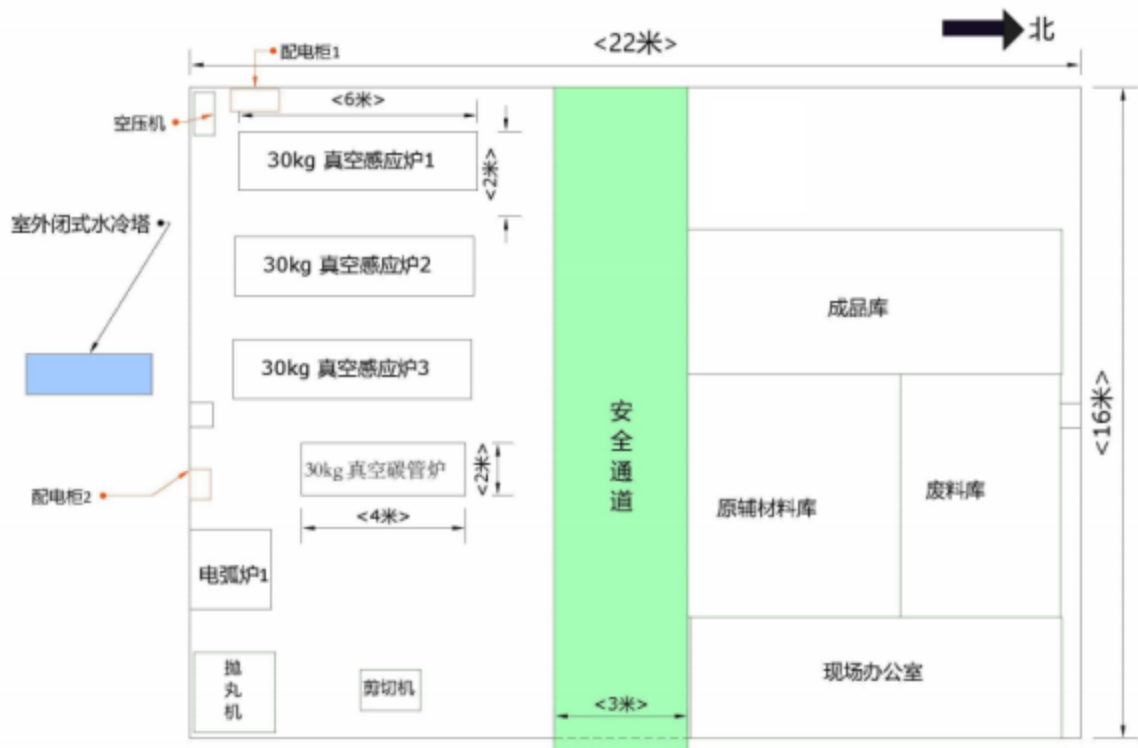 北
<22米>
配电柜1
<6米>
空压机
30kg 真空感应炉1
<2米>
室外闭式水冷塔
30kg 真空感应炉2
成品库
30kg 真空感应炉3
安全通道
<16米>
30kg 真空碳管炉
<2米>
配电柜2
<4米>
原辅材料库
废料库
电弧炉1
抛丸机
剪切机
现场办公室
<3米>